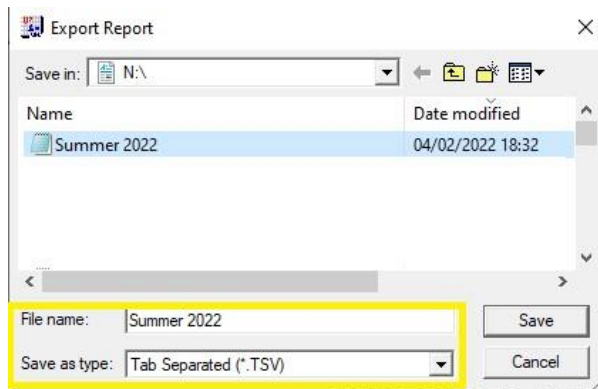 Export Report
Save in: N:\
Name Date modified
Summer 2022 04/02/2022 18:32
File name: Summer 2022 Save
Save as type: Tab Separated (*.TSV) Cancel